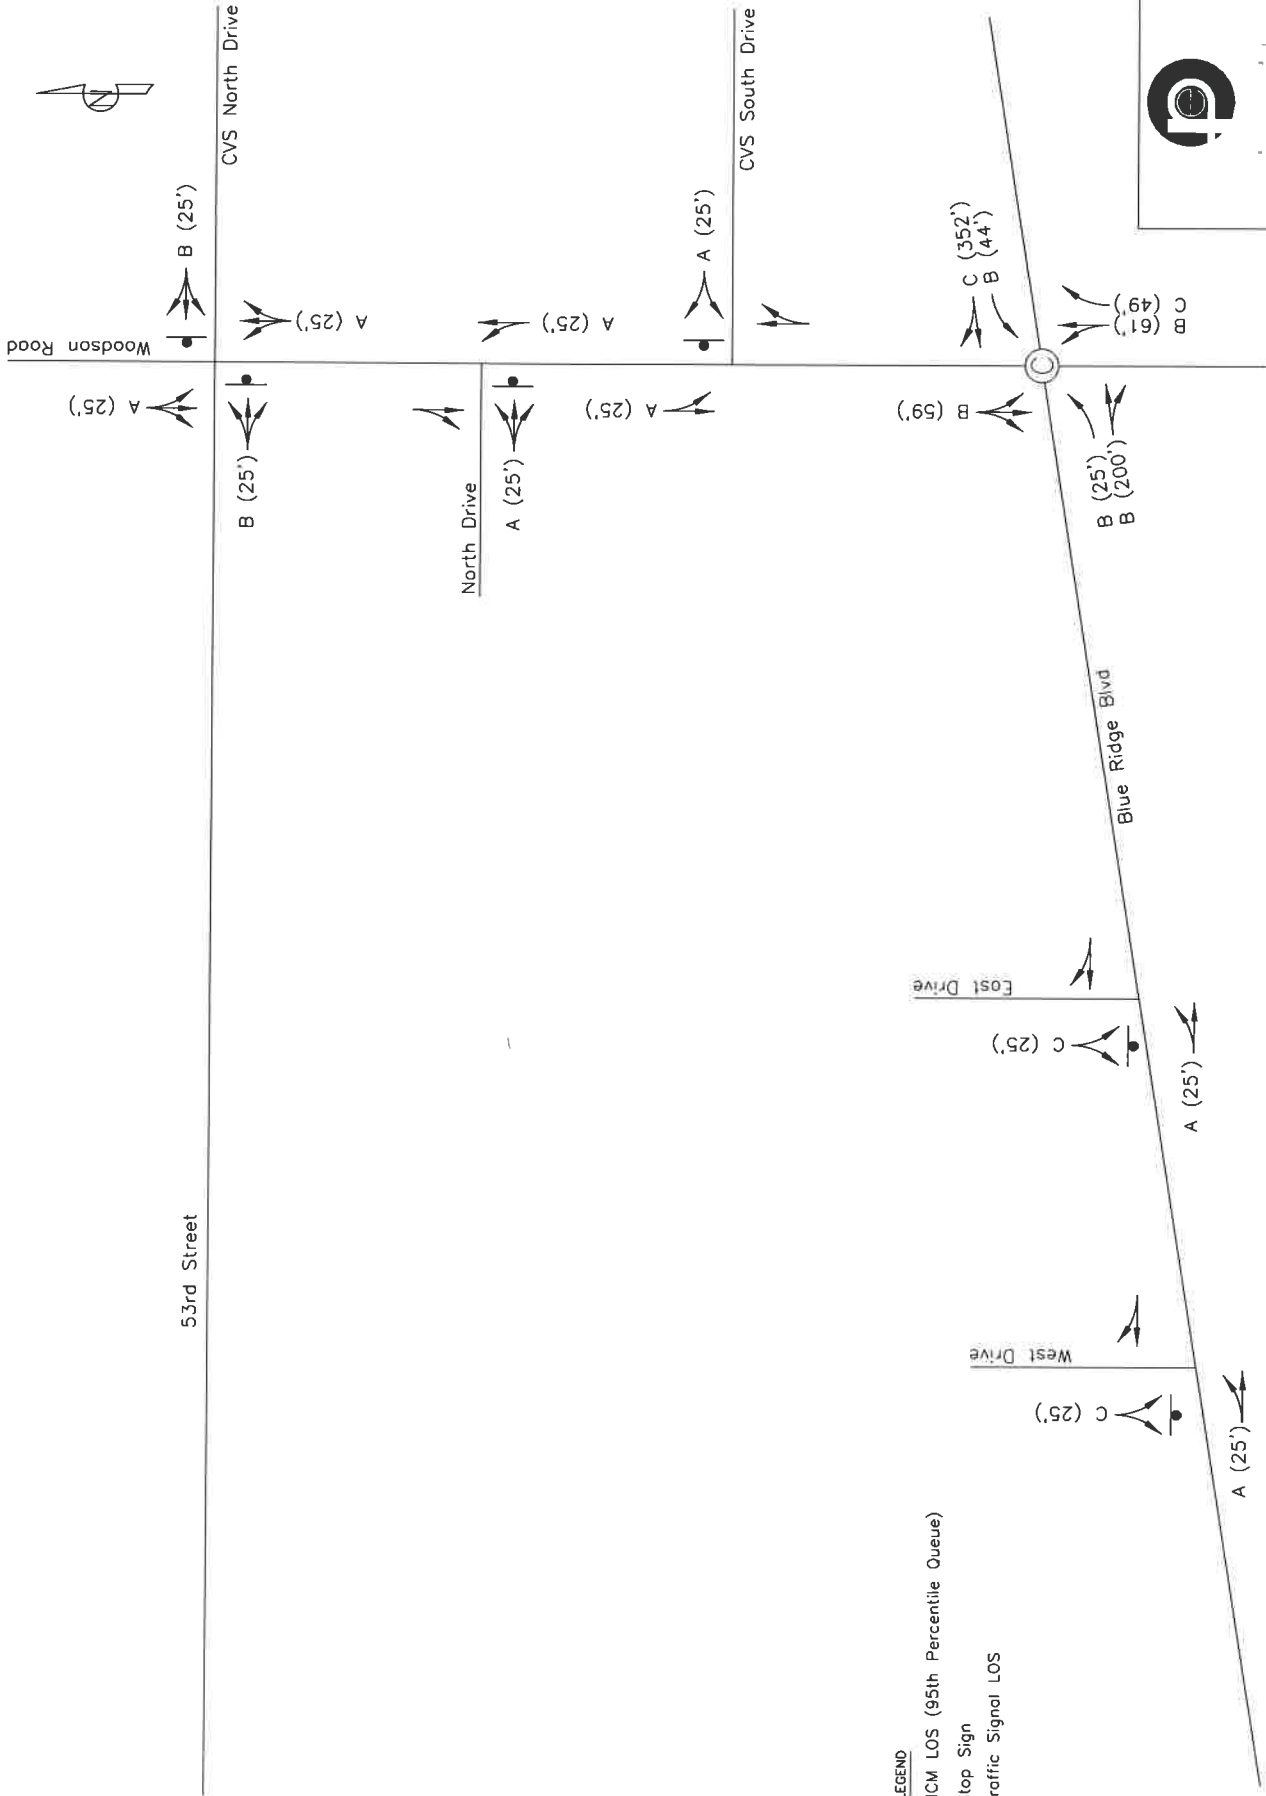 CVS North Drive
B (25')
Woodson Road
A (25')
A (25')
B (25')
A (25')
North Drive
A (25')
CVS South Drive
A (25')
A (25')
C (352')
B (44')
B (59')
C (49')
B (61')
B (25')
B (200')
53rd Street
Blue Ridge Blvd
East Drive
C (25')
A (25')
West Drive
C (25')
A (25')
EGEND
ICM LOS (95th Percentile Queue)
top Sign
raffic Signal LOS
N